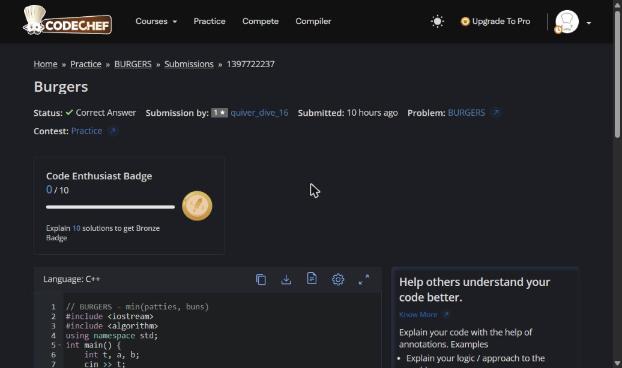 CODECHEF
Courses
Practice
Compete
Compiler
Upgrade To Pro
Home » Practice » BURGERS » Submissions » 1397722237
Burgers
Status: ✓ Correct Answer Submission by: 1★ quiver_dive_16 Submitted: 10 hours ago Problem: BURGERS
Contest: Practice
Code Enthusiast Badge
0 / 10
Explain 10 solutions to get Bronze
Badge
Language: C++
1 // BURGERS - min(patties, buns)
2 #include <iostream>
3 #include <algorithm>
4 using namespace std;
5 int main() {
6 int t, a, b;
7 cin >> t;
Help others understand your
code better.
Know More
Explain your code with the help of
annotations. Examples
• Explain your logic / approach to the